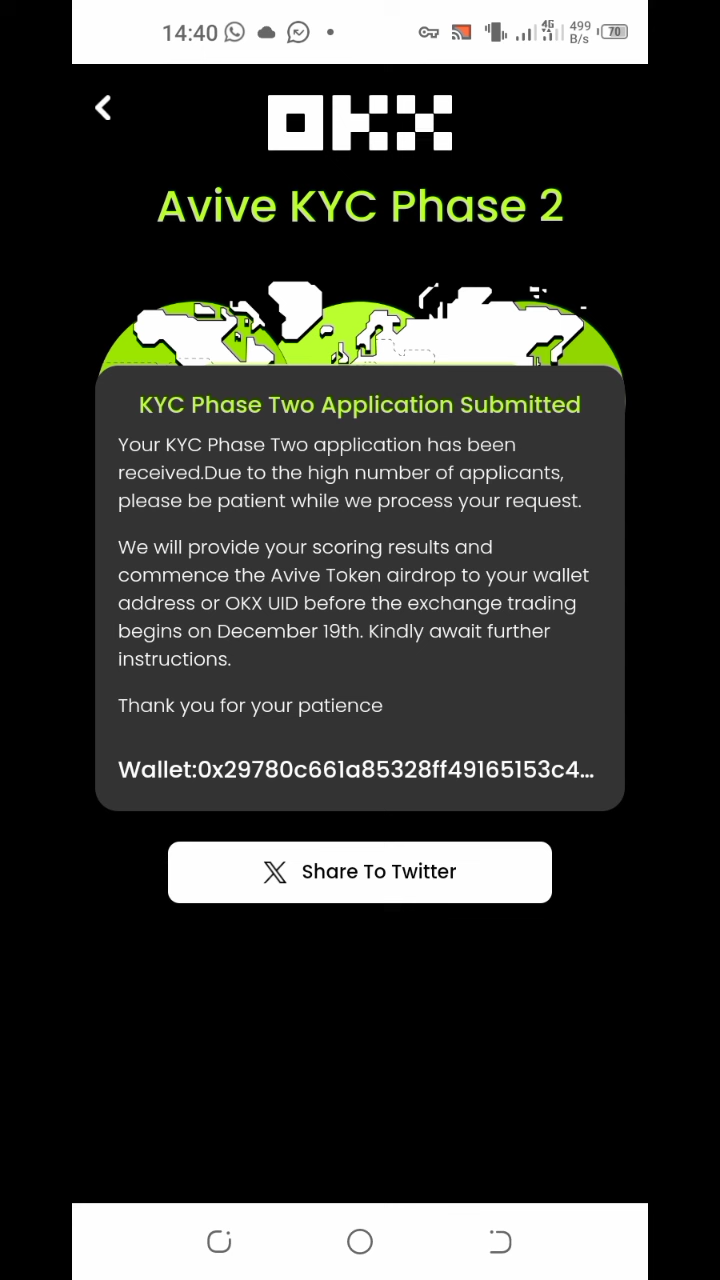 14:40
4G
499
B/s
70
OKX
Avive KYC Phase 2
KYC Phase Two Application Submitted
Your KYC Phase Two application has been
received.Due to the high number of applicants,
please be patient while we process your request.
We will provide your scoring results and
commence the Avive Token airdrop to your wallet
address or OKX UID before the exchange trading
begins on December 19th. Kindly await further
instructions.
Thank you for your patience
Wallet:0x29780c661a85328ff49165153c4...
X Share To Twitter